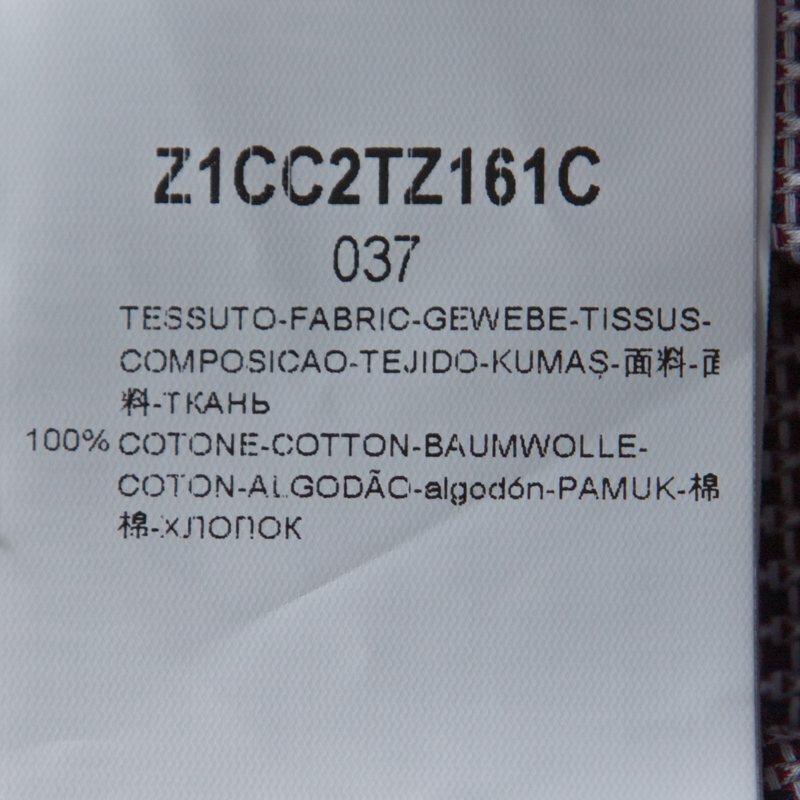 Z1CC2TZ161C
037
TESSUTO-FABRIC-GEWEBE-TISSUS-
COMPOSICAO-TEJIDO-KUMAŞ-面料-面
料-ТКАНЬ
100% COTONE-COTTON-BAUMWOLLE-
COTON-ALGODÃO-algodón-PAMUK-棉
棉-ХЛОПОК